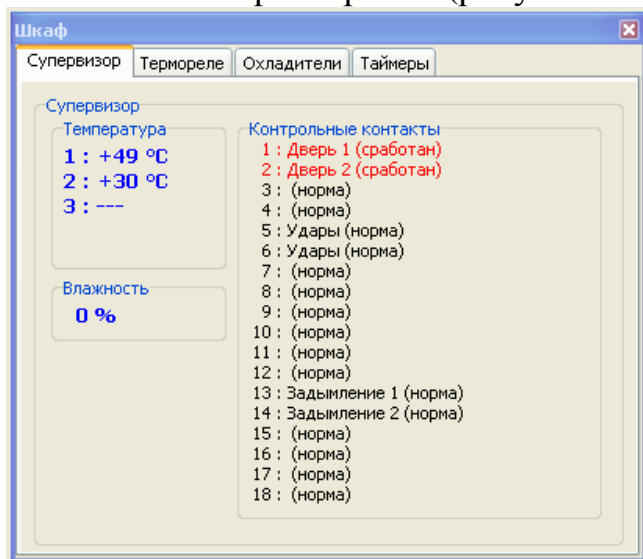 Шкаф
Супервизор Термореле Охладители Таймеры
Супервизор
Температура
1 : +49 °C
2 : +30 °C
3 : ---
Влажность
0 %
Контрольные контакты
1 : Дверь 1 (сработан)
2 : Дверь 2 (сработан)
3 : (норма)
4 : (норма)
5 : Удары (норма)
6 : Удары (норма)
7 : (норма)
8 : (норма)
9 : (норма)
10 : (норма)
11 : (норма)
12 : (норма)
13 : Задымление 1 (норма)
14 : Задымление 2 (норма)
15 : (норма)
16 : (норма)
17 : (норма)
18 : (норма)